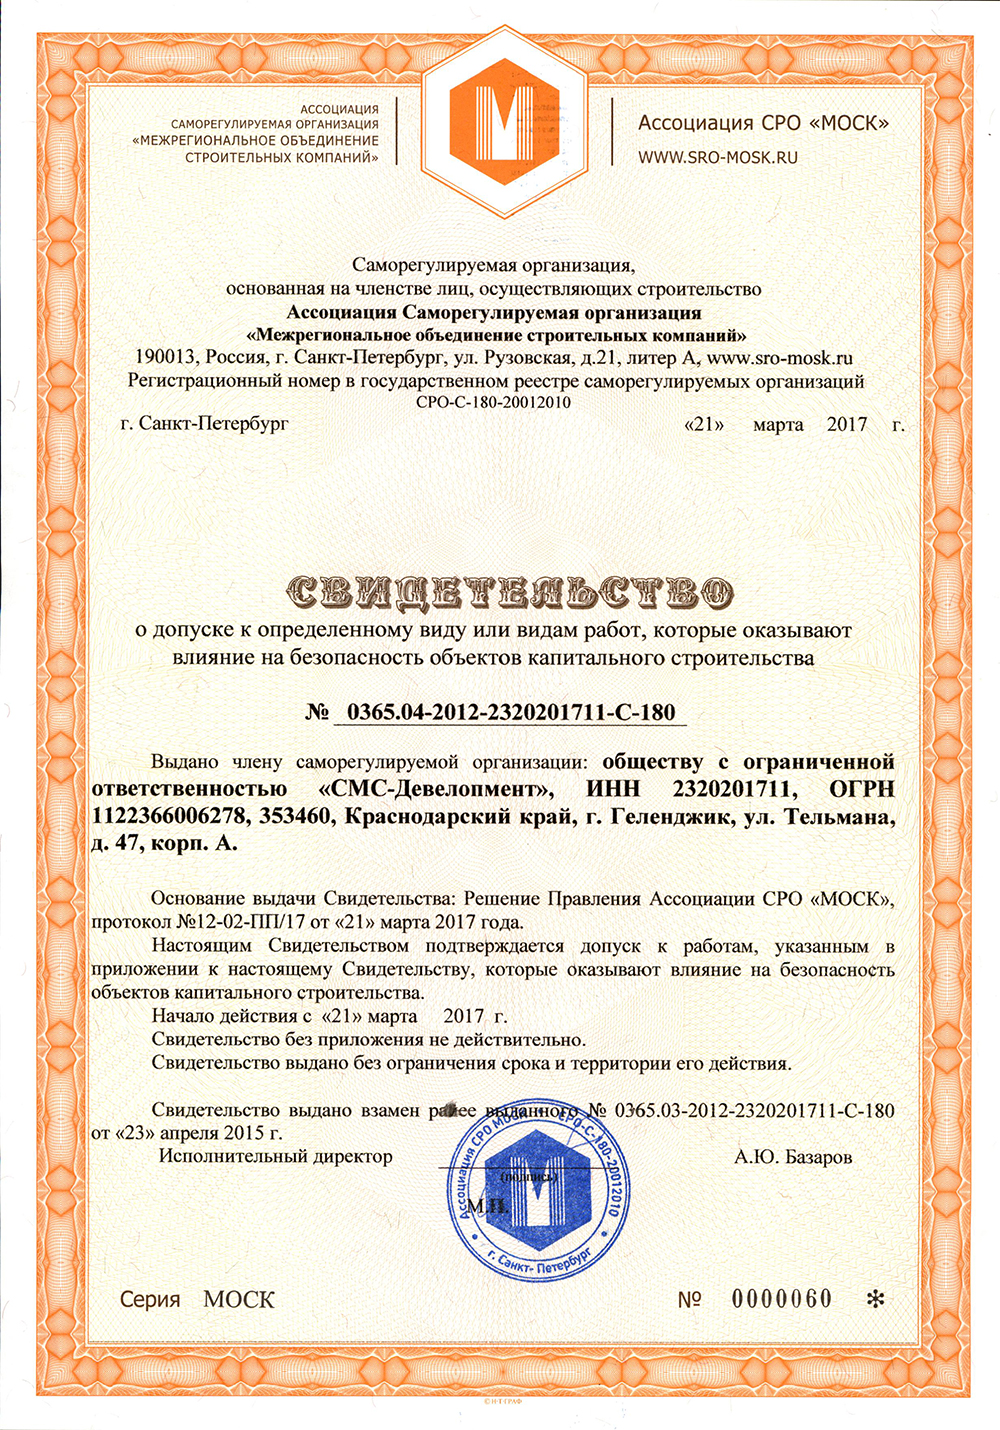 АССОЦИАЦИЯ
САМОРЕГУЛИРУЕМАЯ ОРГАНИЗАЦИЯ
«МЕЖРЕГИОНАЛЬНОЕ ОБЪЕДИНЕНИЕ
СТРОИТЕЛЬНЫХ КОМПАНИЙ»
Ассоциация СРО «МОСК»
WWW.SRO-MOSK.RU
Саморегулируемая организация,
основанная на членстве лиц, осуществляющих строительство
Ассоциация Саморегулируемая организация
«Межрегиональное объединение строительных компаний»
190013, Россия, г. Санкт-Петербург, ул. Рузовская, д.21, литер А, www.sro-mosk.ru
Регистрационный номер в государственном реестре саморегулируемых организаций
СРО-С-180-20012010
г. Санкт-Петербург «21» марта 2017 г.
СВИДЕТЕЛЬСТВО
о допуске к определенному виду или видам работ, которые оказывают
влияние на безопасность объектов капитального строительства
№ 0365.04-2012-2320201711-С-180
Выдано члену саморегулируемой организации: обществу с ограниченной
ответственностью «СМС-Девелопмент», ИНН 2320201711, ОГРН
1122366006278, 353460, Краснодарский край, г. Геленджик, ул. Тельмана,
д. 47, корп. А.
Основание выдачи Свидетельства: Решение Правления Ассоциации СРО «МОСК»,
протокол №12-02-ПП/17 от «21» марта 2017 года.
Настоящим Свидетельством подтверждается допуск к работам, указанным в
приложении к настоящему Свидетельству, которые оказывают влияние на безопасность
объектов капитального строительства.
Начало действия с «21» марта 2017 г.
Свидетельство без приложения не действительно.
Свидетельство выдано без ограничения срока и территории его действия.
Свидетельство выдано взамен ранее выданного № 0365.03-2012-2320201711-С-180
от «23» апреля 2015 г.
Исполнительный директор А.Ю. Базаров
(подпись)
М.П.
Ассоциация СРО МОСК * СРО-С-180-20012010
г. Санкт-Петербург
Серия МОСК № 0000060 *
© Н-Т-ГРАФ